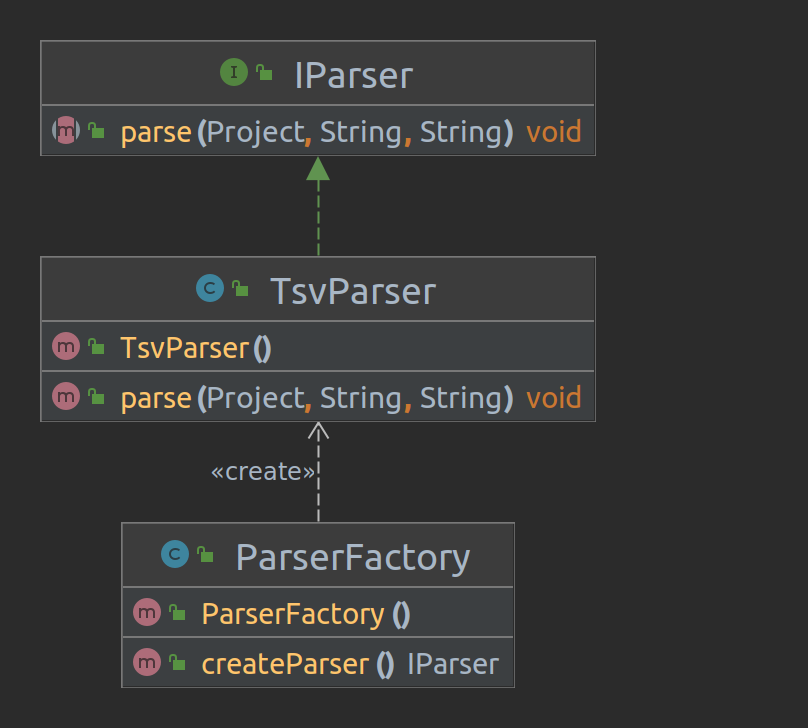 I IParser
m parse(Project, String, String) void
C TsvParser
m TsvParser()
m parse(Project, String, String) void
«create»
C ParserFactory
m ParserFactory()
m createParser() IParser